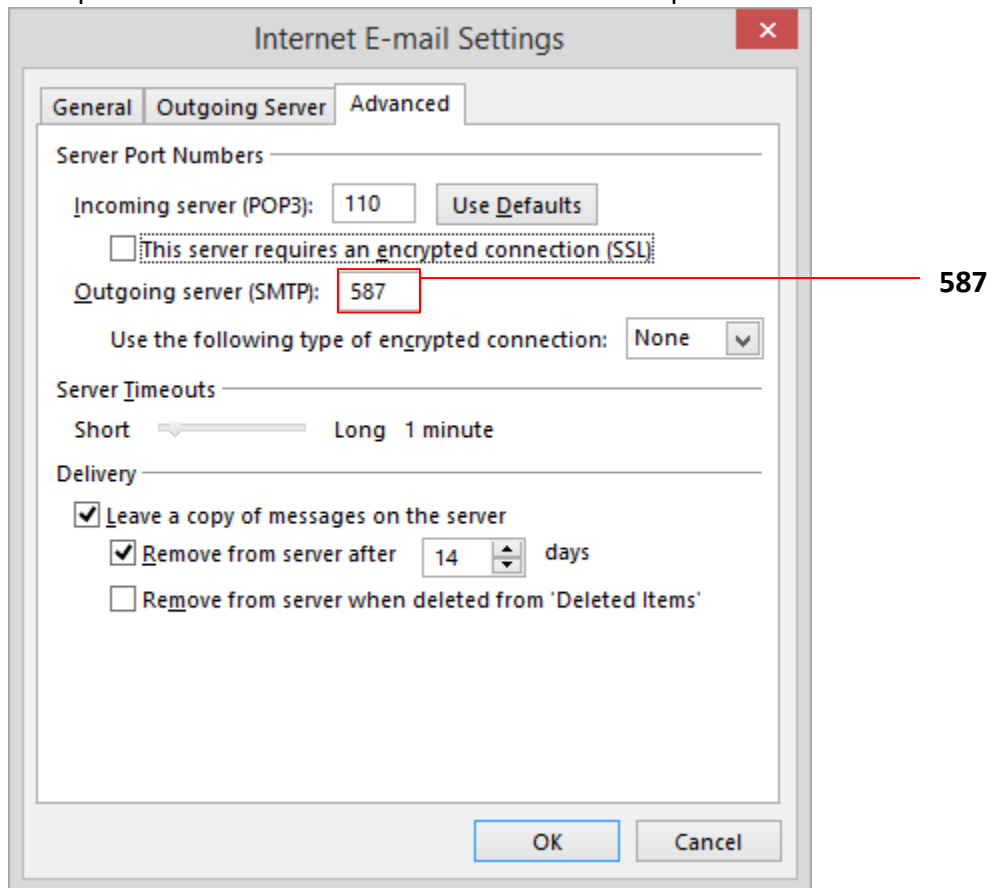 Internet E-mail Settings
General Outgoing Server Advanced
Server Port Numbers
Incoming server (POP3): 110 Use Defaults
This server requires an encrypted connection (SSL)
Outgoing server (SMTP): 587
587
Use the following type of encrypted connection: None
Server Timeouts
Short Long 1 minute
Delivery
Leave a copy of messages on the server
Remove from server after 14 days
Remove from server when deleted from 'Deleted Items'
OK Cancel